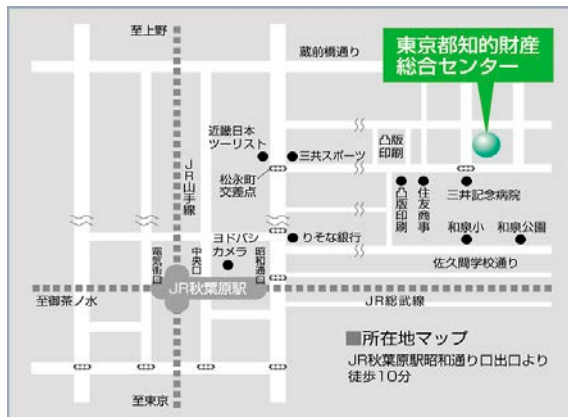 至上野
蔵前橋通り
東京都知的財産
総合センター
近畿日本
ツーリスト
三共スポーツ
凸版
印刷
JR山手線
松永町
交差点
凸版印刷
住友商事
三井記念病院
ヨドバシ
カメラ
りそな銀行
和泉小
和泉公園
電気街口
中央口
昭和通口
佐久間学校通り
JR秋葉原駅
至御茶ノ水
JR総武線
■所在地マップ
JR秋葉原駅昭和通り口出口より
徒歩10分
至東京